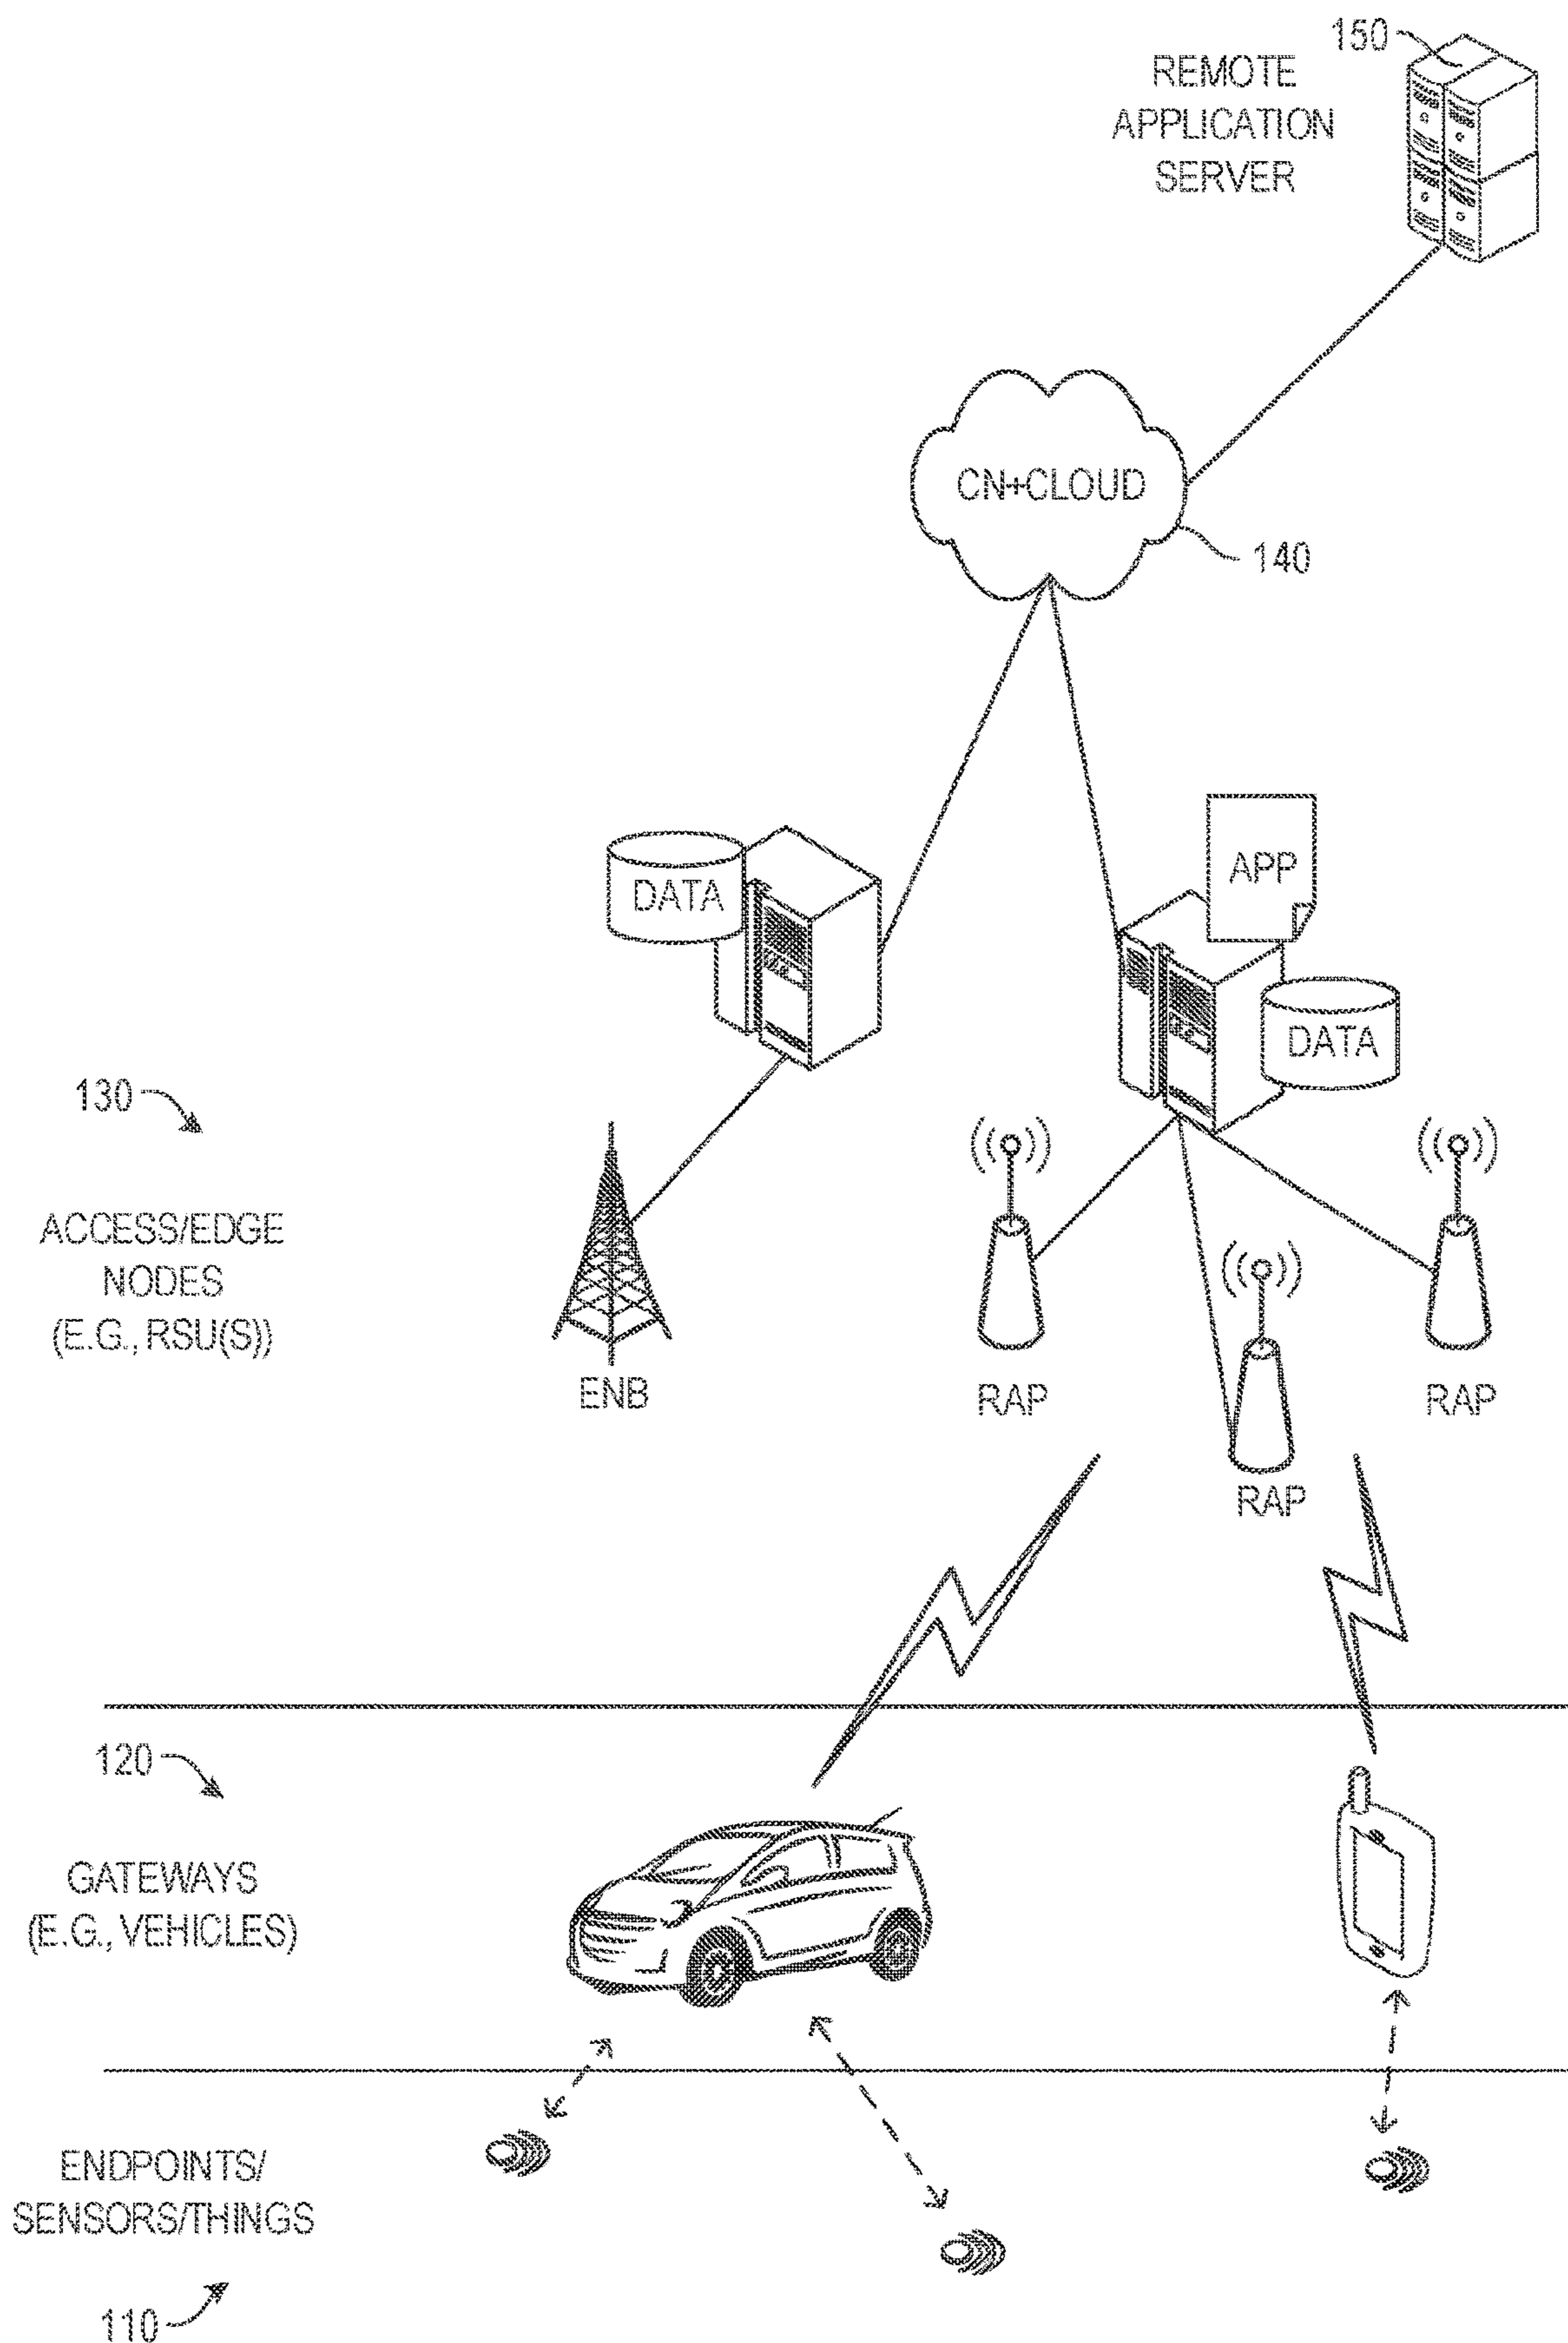 150
REMOTE
APPLICATION
SERVER
CN+CLOUD
140
APP
DATA
DATA
130
ACCESS/EDGE
NODES
(E.G., RSU(S))
ENB
RAP
RAP
RAP
120
GATEWAYS
(E.G., VEHICLES)
ENDPOINTS/
SENSORS/THINGS
110